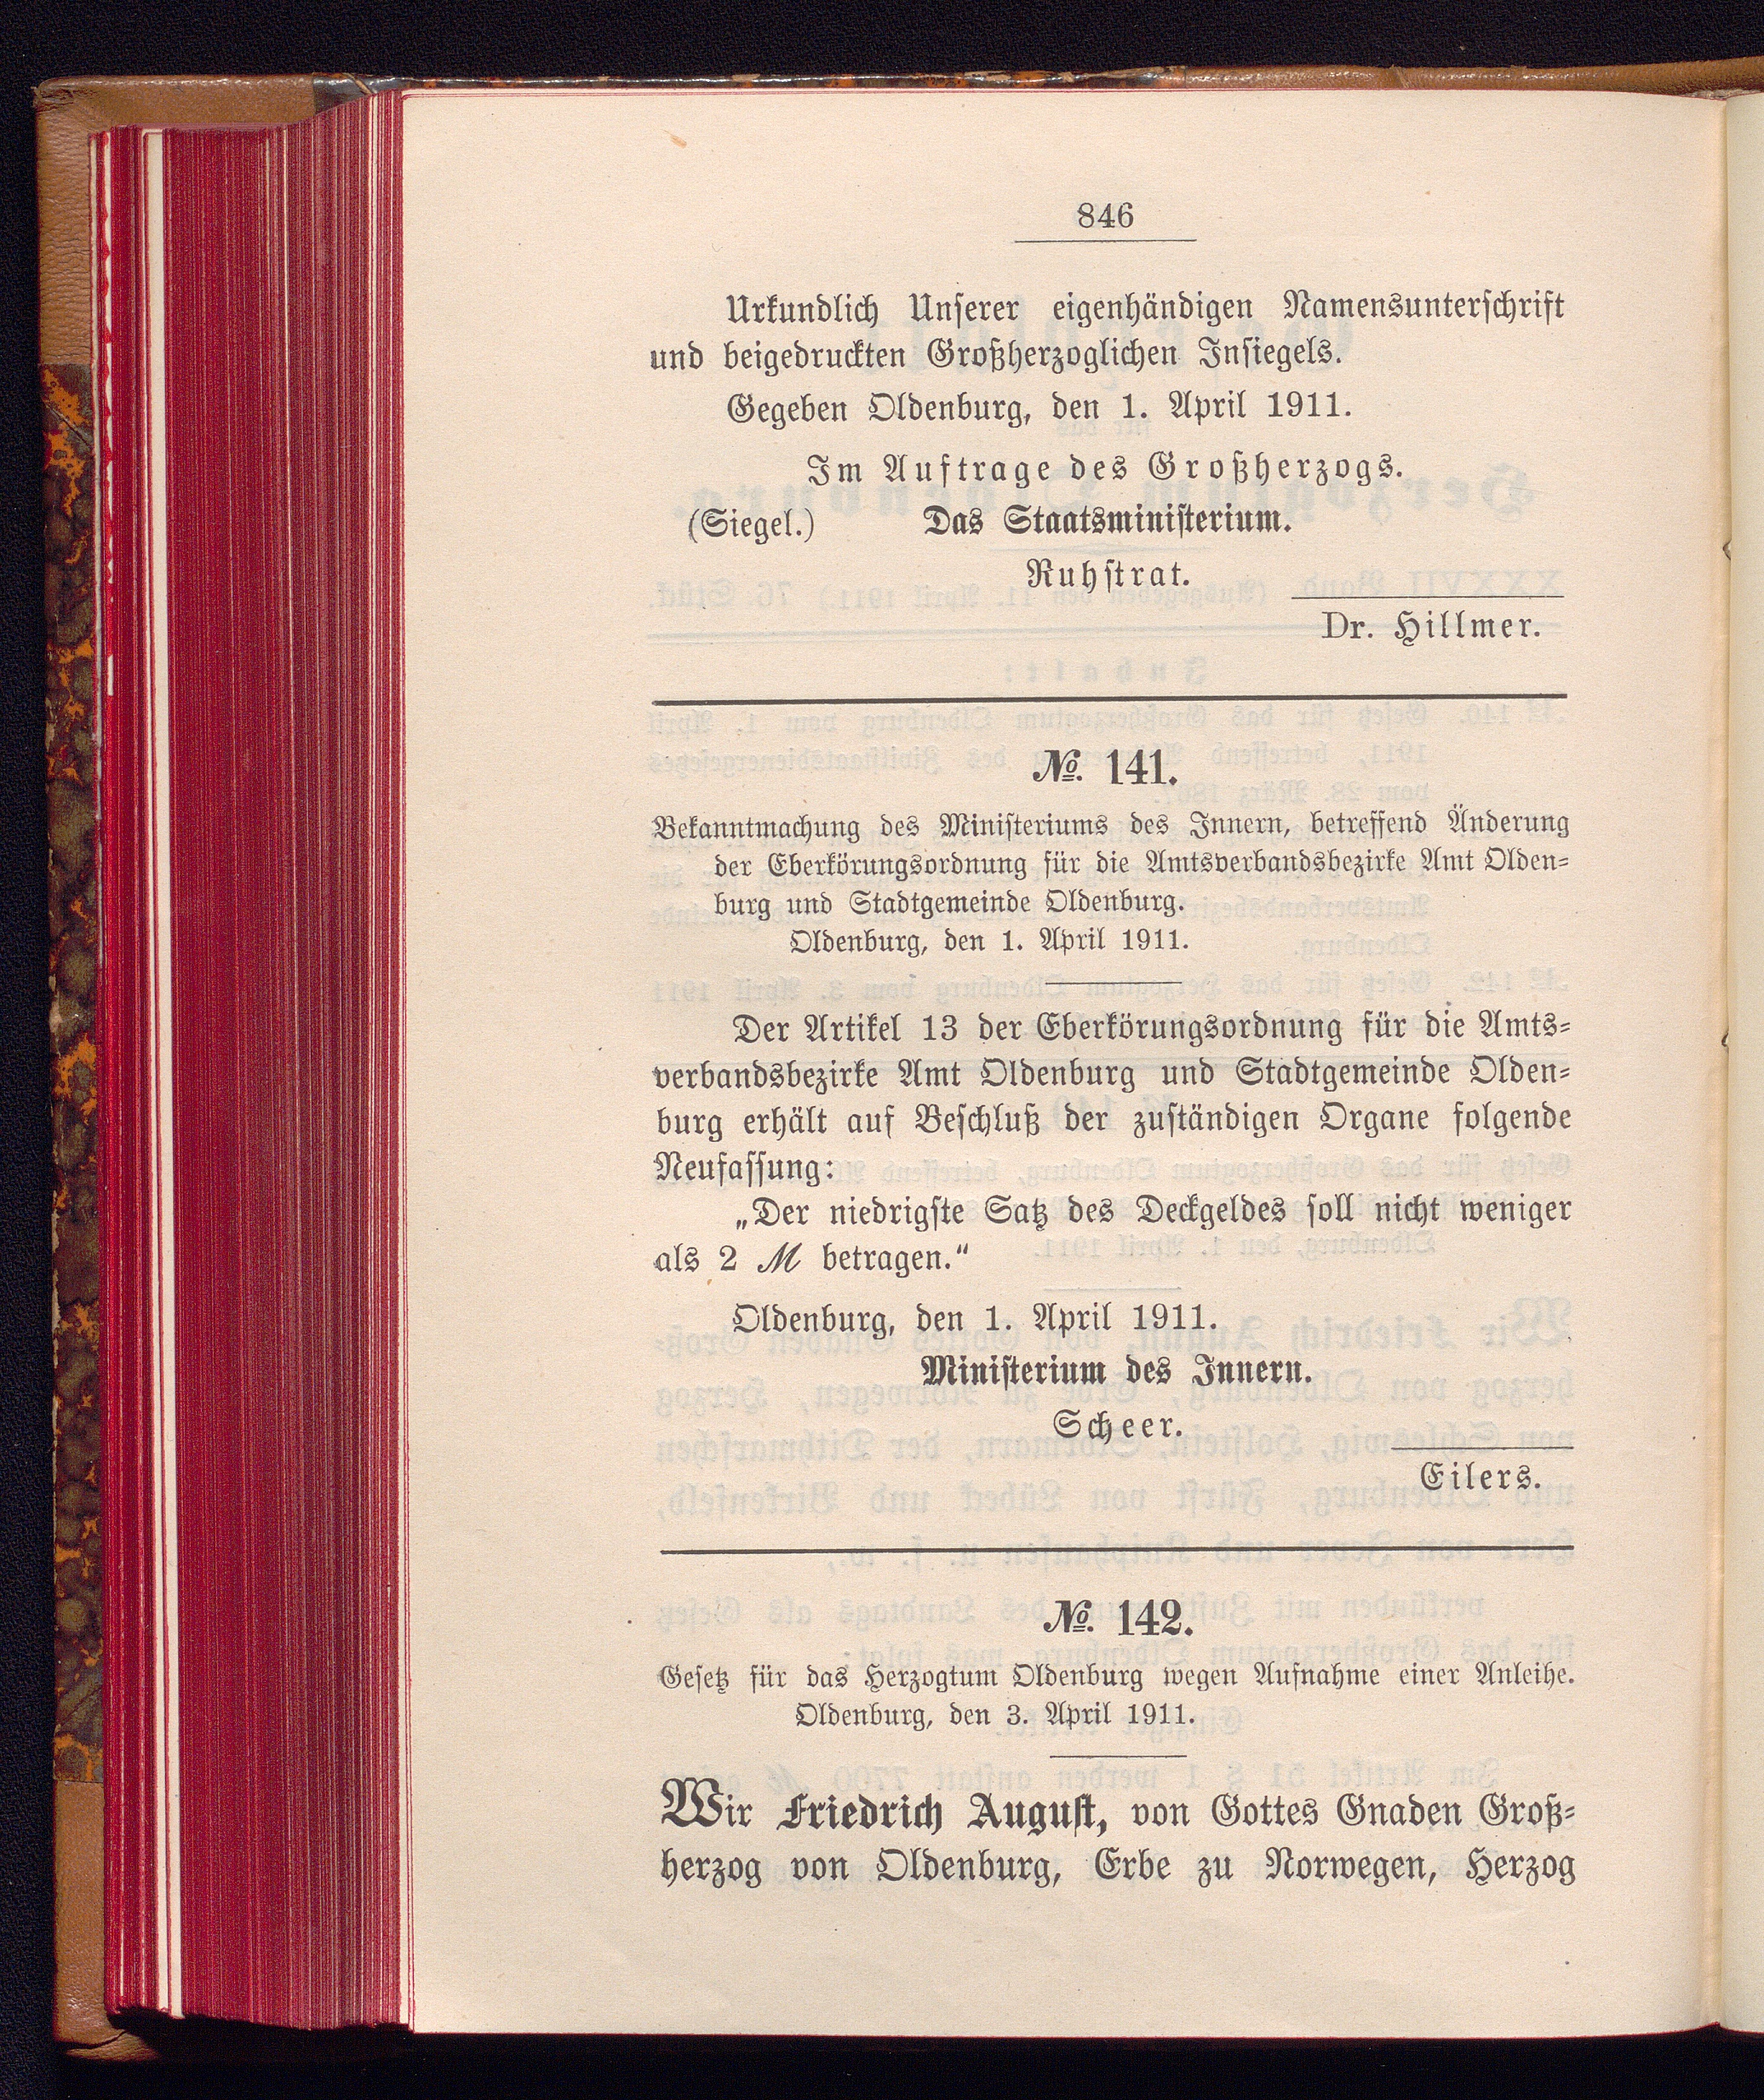 846
Urkundlich Unserer eigenhändigen Namensunterschrift
und beigedruckten Großherzoglichen Insiegels.
Gegeben Oldenburg, den 1. April 1911.
Im Auftrage des Großherzogs.
(Siegel.) Das Staatsministerium.
Ruhstrat.
Dr. Hillmer.
№. 141.
Bekanntmachung des Ministeriums des Innern, betreffend Änderung
der Eberkörungsordnung für die Amtsverbandsbezirke Amt Olden-
burg und Stadtgemeinde Oldenburg.
Oldenburg, den 1. April 1911.
Der Artikel 13 der Eberkörungsordnung für die Amts-
verbandsbezirke Amt Oldenburg und Stadtgemeinde Olden-
burg erhält auf Beschluß der zuständigen Organe folgende
Neufassung:
„Der niedrigste Satz des Deckgeldes soll nicht weniger
als 2 ℳ betragen.“
Oldenburg, den 1. April 1911.
Ministerium des Innern.
Scheer.
Eilers.
№. 142.
Gesetz für das Herzogtum Oldenburg wegen Aufnahme einer Anleihe.
Oldenburg, den 3. April 1911.
Wir Friedrich August, von Gottes Gnaden Groß-
herzog von Oldenburg, Erbe zu Norwegen, Herzog